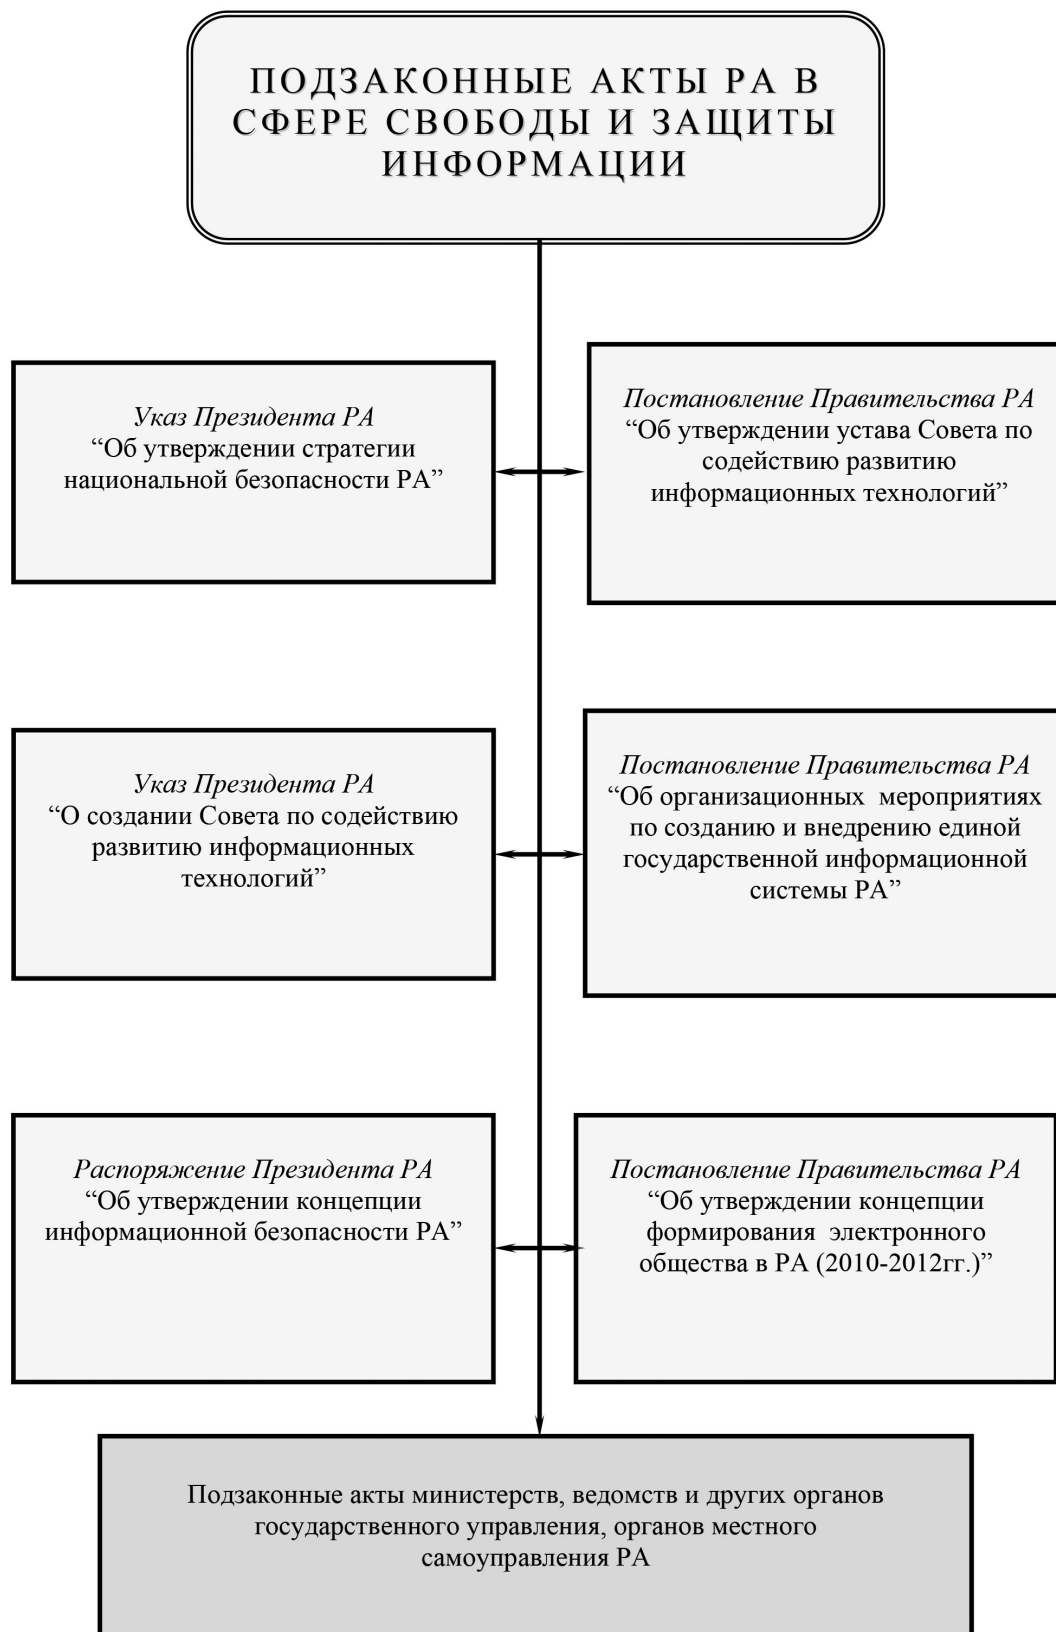 ПОДЗАКОННЫЕ АКТЫ РА В
СФЕРЕ СВОБОДЫ И ЗАЩИТЫ
ИНФОРМАЦИИ
Указ Президента РА
“Об утверждении стратегии
национальной безопасности РА”
Постановление Правительства РА
“Об утверждении устава Совета по
содействию развитию
информационных технологий”
Указ Президента РА
“О создании Совета по содействию
развитию информационных
технологий”
Постановление Правительства РА
“Об организационных мероприятиях
по созданию и внедрению единой
государственной информационной
системы РА”
Распоряжение Президента РА
“Об утверждении концепции
информационной безопасности РА”
Постановление Правительства РА
“Об утверждении концепции
формирования электронного
общества в РА (2010-2012гг.)”
Подзаконные акты министерств, ведомств и других органов
государственного управления, органов местного
самоуправления РА